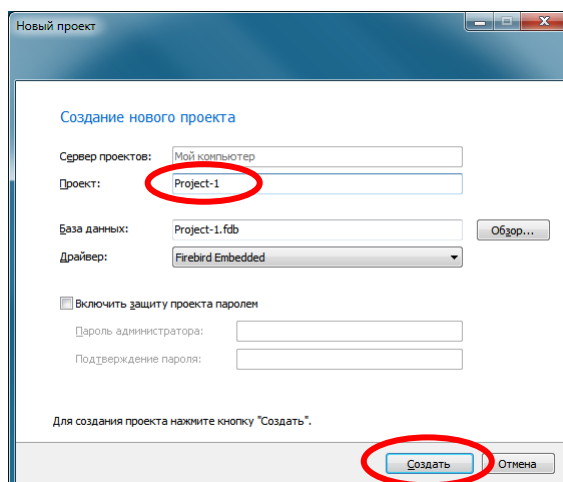 Новый проект
Создание нового проекта
Сервер проектов: Мой компьютер
Проект: Project-1
База данных: Project-1.fdb Обзор...
Драйвер: Firebird Embedded
Включить защиту проекта паролем
Пароль администратора:
Подтверждение пароля:
Для создания проекта нажмите кнопку "Создать".
Создать Отмена